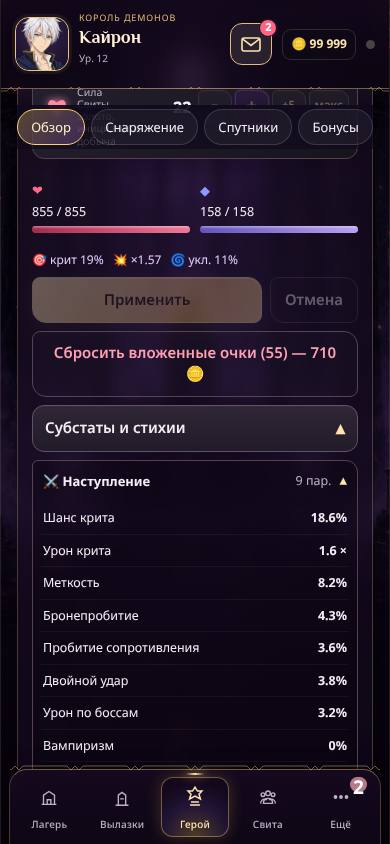 КОРОЛЬ ДЕМОНОВ
Кайрон
Ур. 12
2
99 999
Сила
Свиты
22
+5
макс
добыча
Обзор
Снаряжение
Спутники
Бонусы
855 / 855
158 / 158
крит 19% ×1.57 укл. 11%
Применить
Отмена
Сбросить вложенные очки (55) — 710
Субстаты и стихии ▲
Наступление 9 пар. ▲
Шанс крита 18.6%
Урон крита 1.6 ×
Меткость 8.2%
Бронепробитие 4.3%
Пробитие сопротивления 3.6%
Двойной удар 3.8%
Урон по боссам 3.2%
Вампиризм 0%
2
Лагерь
Вылазки
Герой
Свита
Ещё